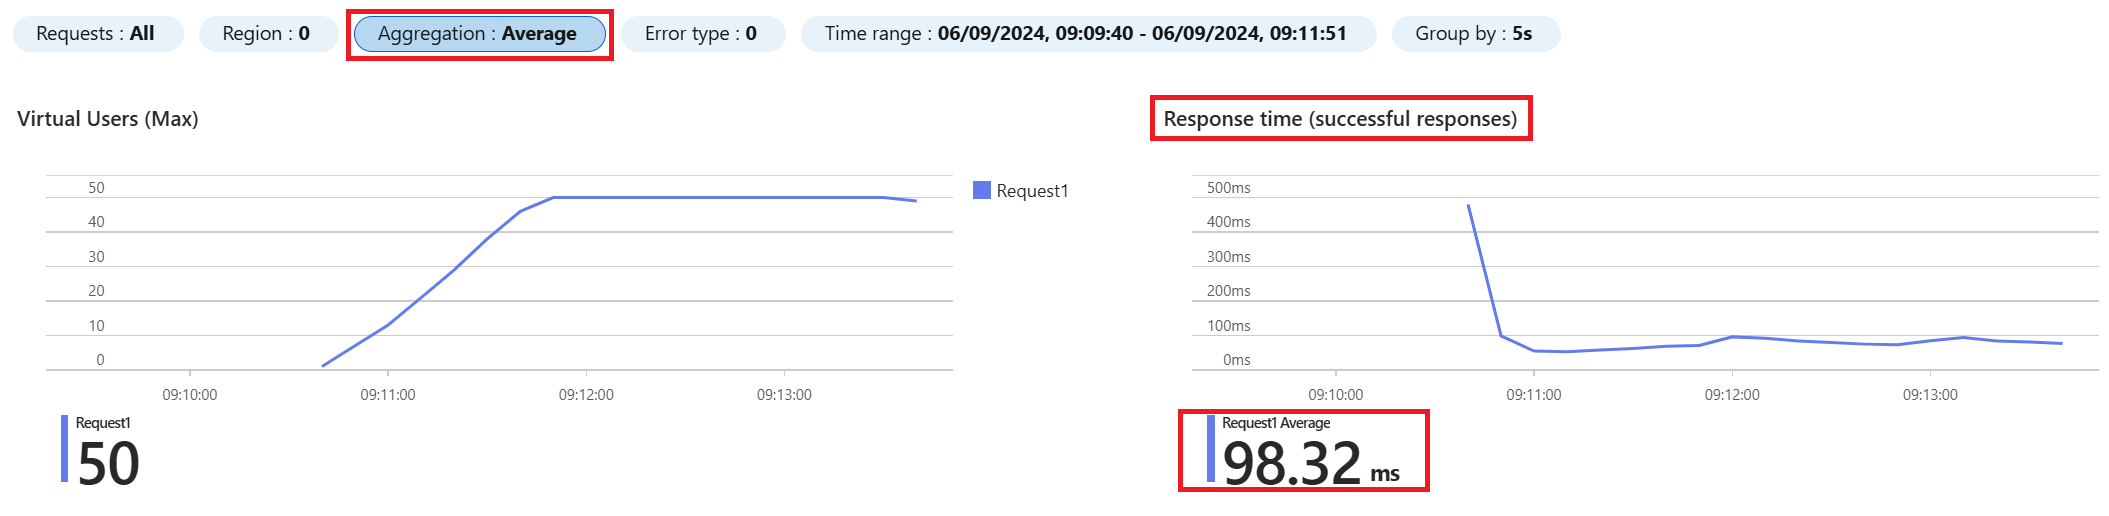 Requests : All Region : 0 Aggregation : Average Error type : 0 Time range : 06/09/2024, 09:09:40 - 06/09/2024, 09:11:51 Group by : 5s
Virtual Users (Max)
50
40
30
20
10
0
09:10:00 09:11:00 09:12:00 09:13:00
Request1
Request1
50
Response time (successful responses)
500ms
400ms
300ms
200ms
100ms
0ms
09:10:00 09:11:00 09:12:00 09:13:00
Request1 Average
98.32 ms